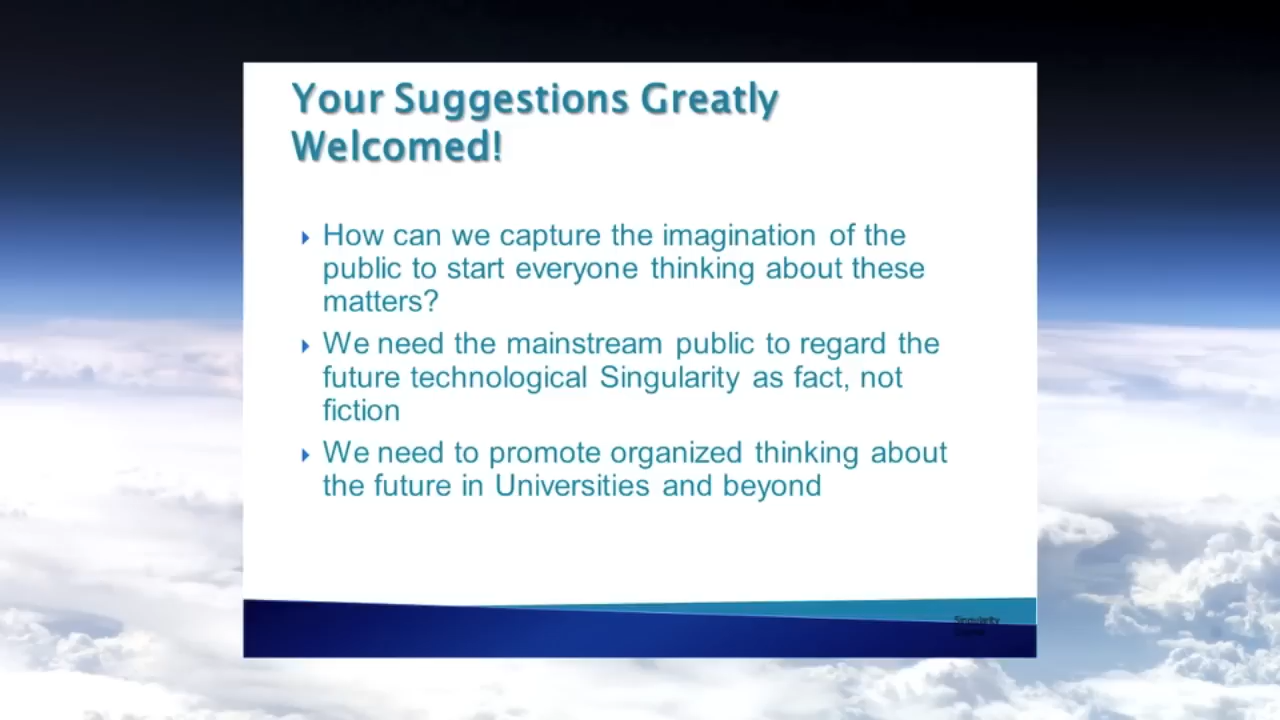 Your Suggestions Greatly
Welcomed!
How can we capture the imagination of the
public to start everyone thinking about these
matters?
We need the mainstream public to regard the
future technological Singularity as fact, not
fiction
We need to promote organized thinking about
the future in Universities and beyond
Singularity